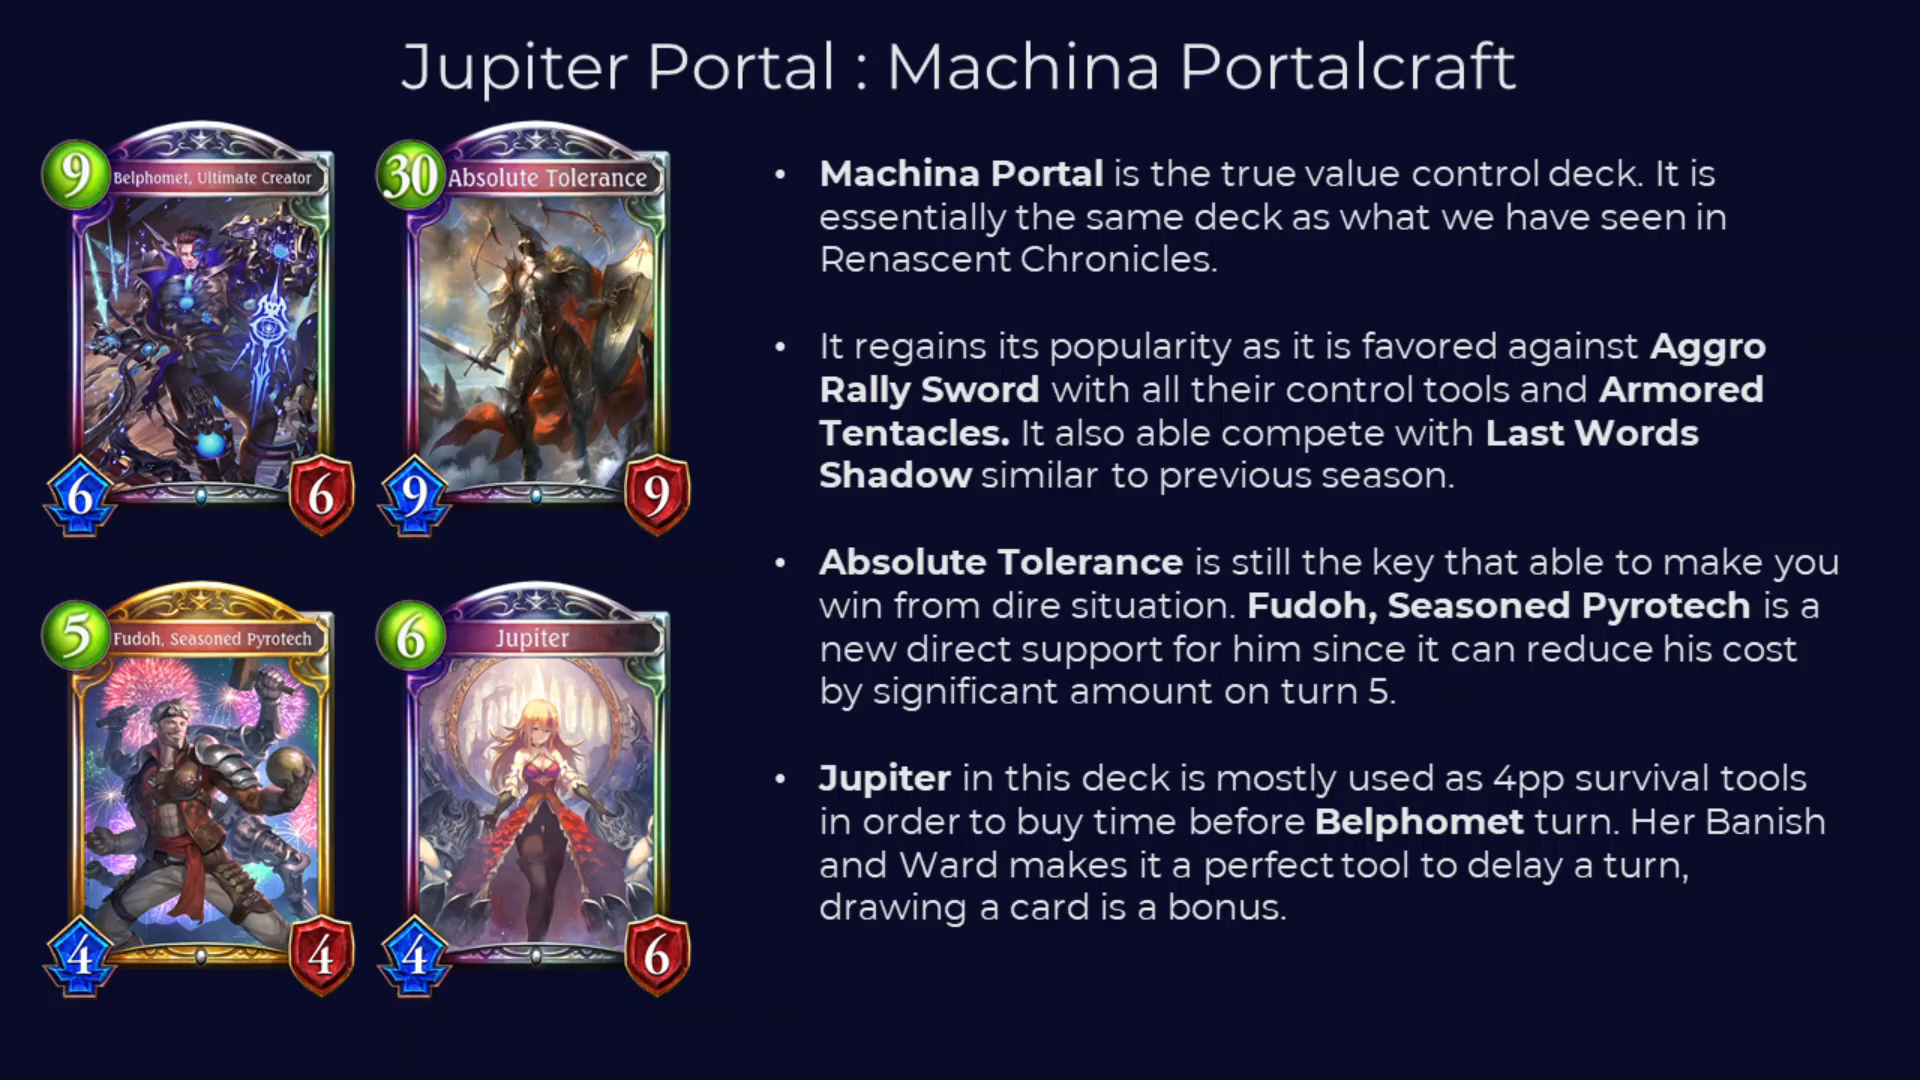 Jupiter Portal : Machina Portalcraft
9
Belphomet, Ultimate Creator
6
6
30
Absolute Tolerance
9
9
5
Fudoh, Seasoned Pyrotech
4
4
6
Jupiter
4
6
• Machina Portal is the true value control deck. It is
essentially the same deck as what we have seen in
Renascent Chronicles.
• It regains its popularity as it is favored against Aggro
Rally Sword with all their control tools and Armored
Tentacles. It also able compete with Last Words
Shadow similar to previous season.
• Absolute Tolerance is still the key that able to make you
win from dire situation. Fudoh, Seasoned Pyrotech is a
new direct support for him since it can reduce his cost
by significant amount on turn 5.
• Jupiter in this deck is mostly used as 4pp survival tools
in order to buy time before Belphomet turn. Her Banish
and Ward makes it a perfect tool to delay a turn,
drawing a card is a bonus.